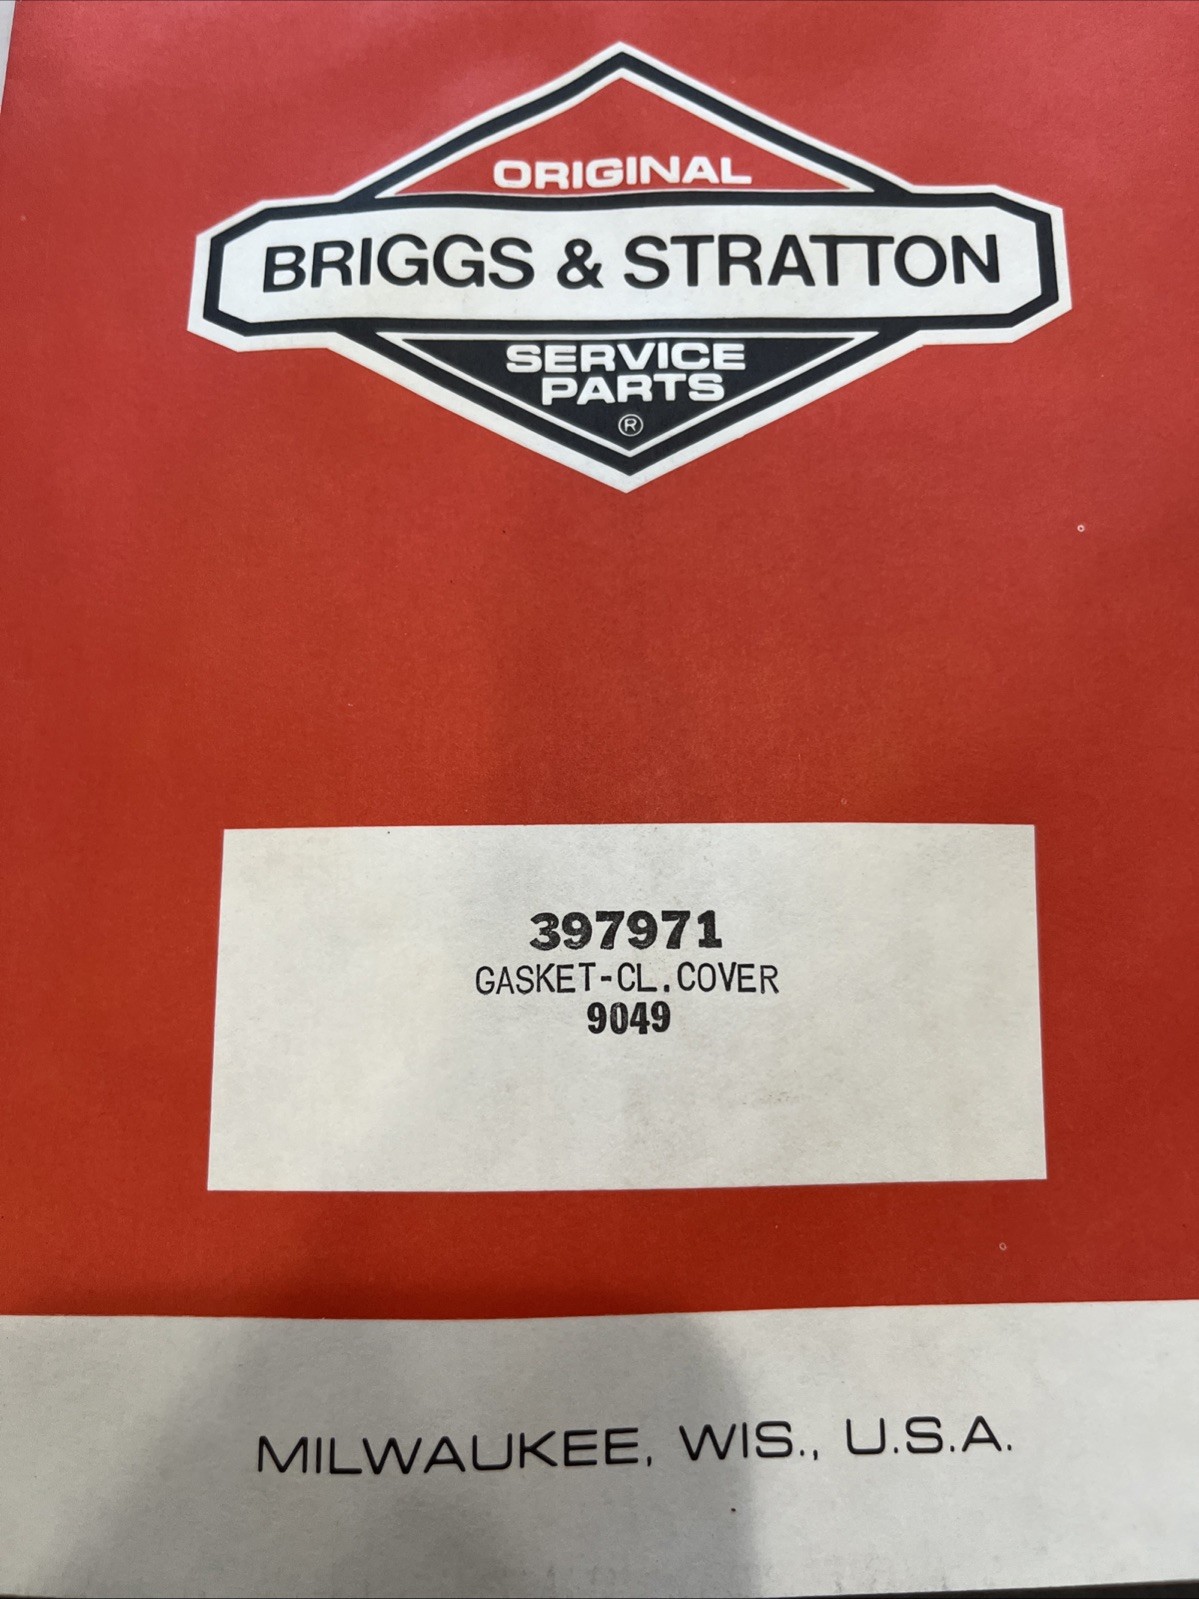 ORIGINAL
BRIGGS & STRATTON
SERVICE
PARTS
®
397971
GASKET-CL.COVER
9049
MILWAUKEE, WIS., U.S.A.